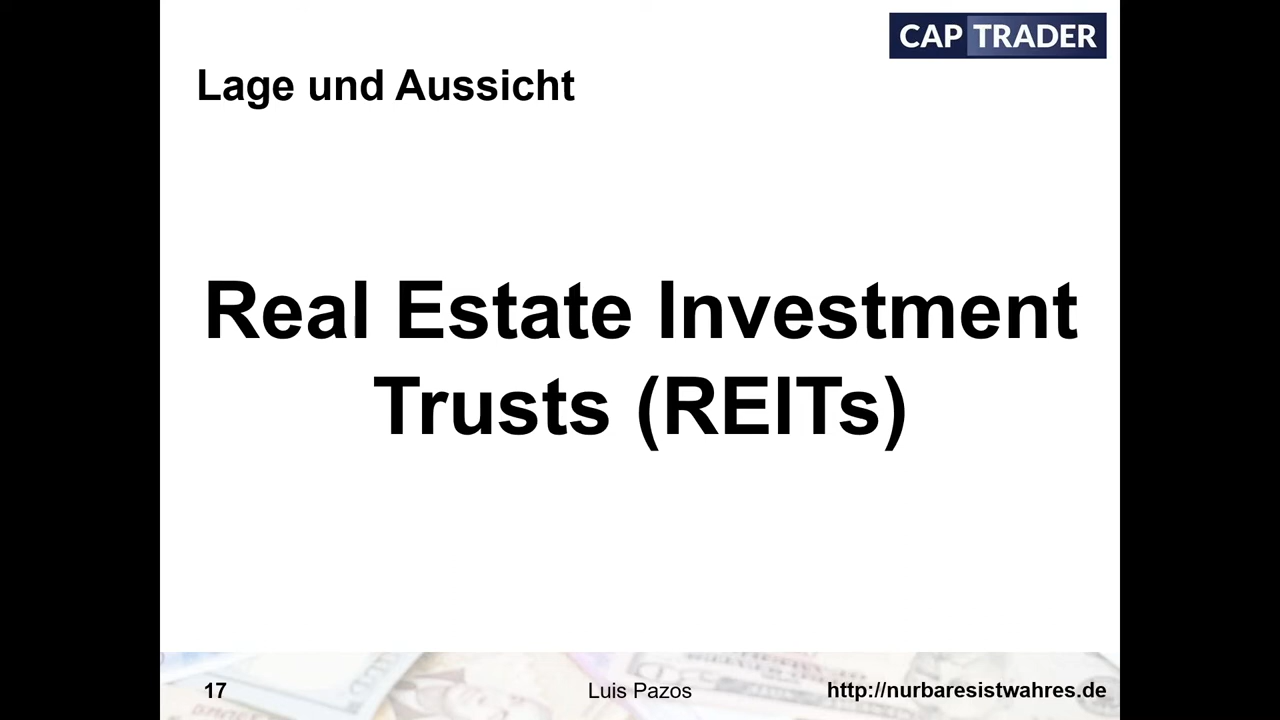 CAP TRADER
Lage und Aussicht
Real Estate Investment
Trusts (REITs)
17
Luis Pazos
http://nurbaresistwahres.de